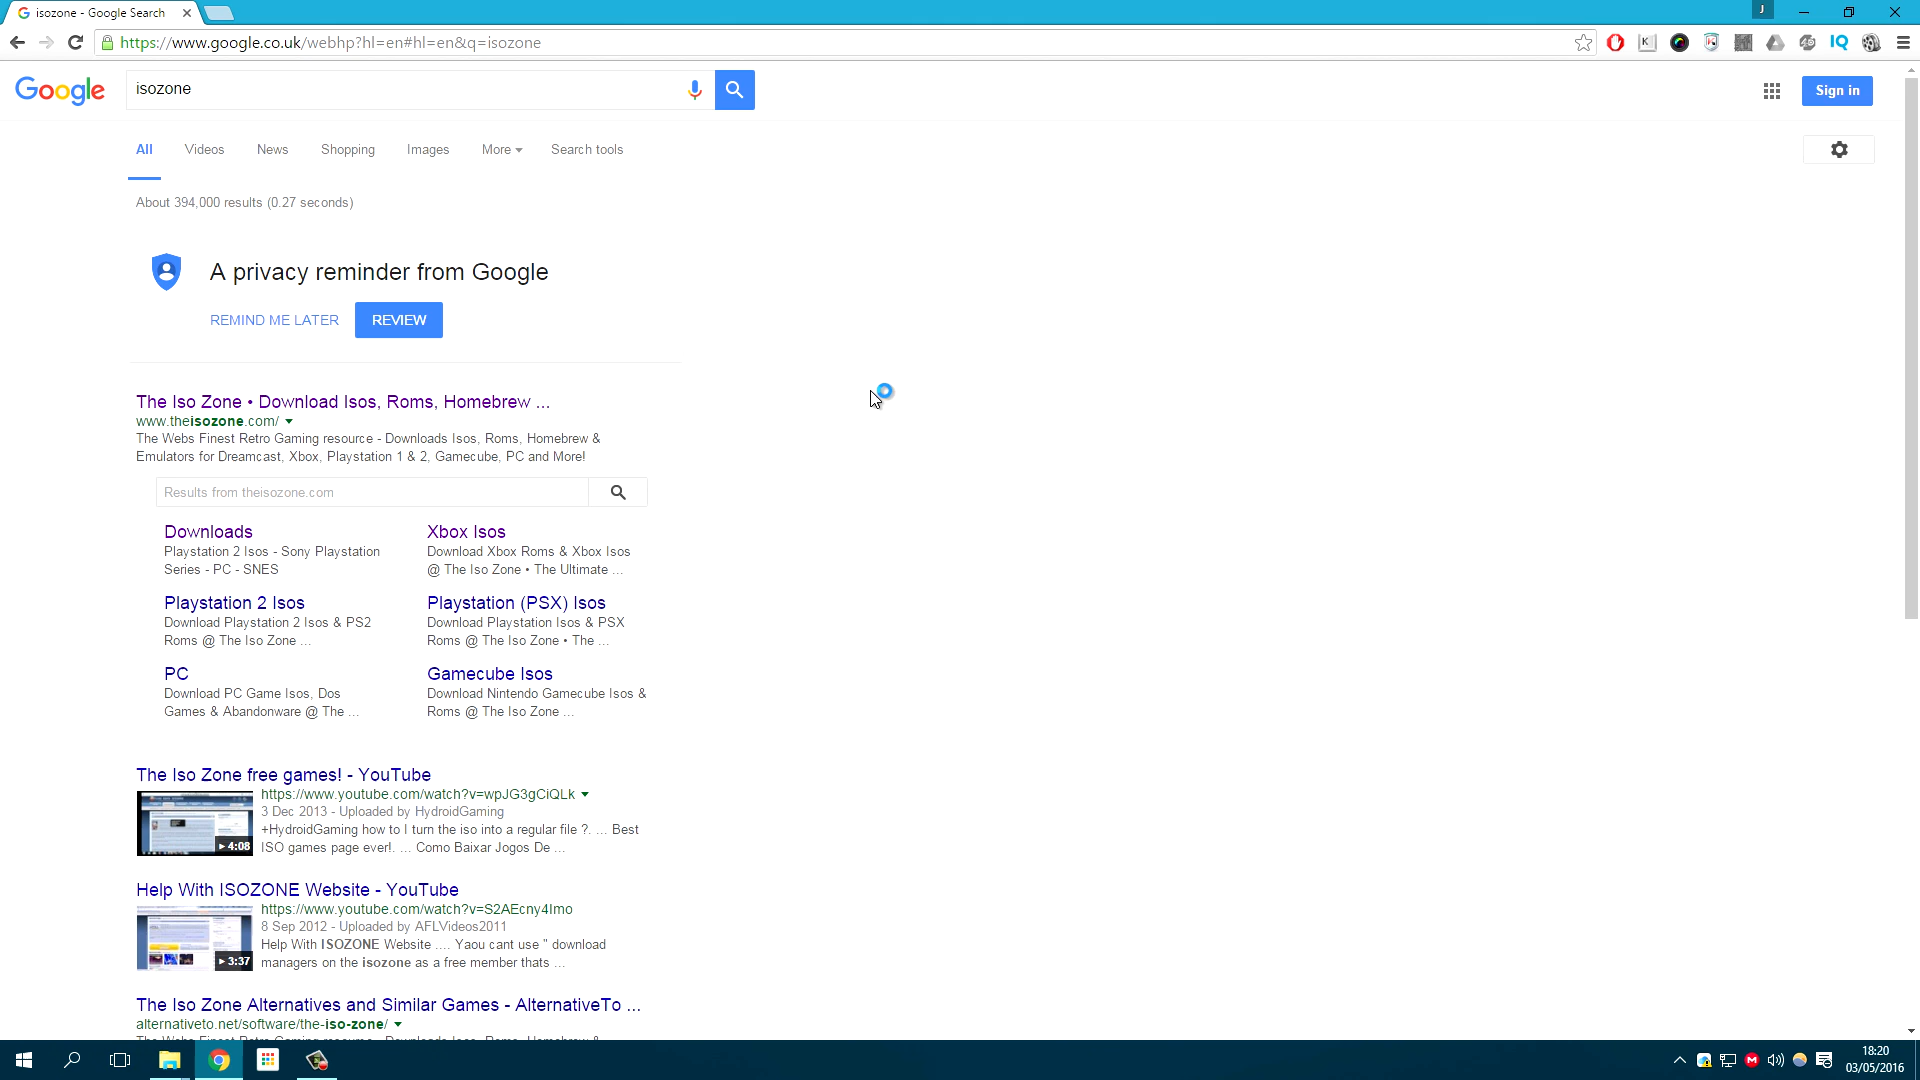 isozone - Google Search
J
https://www.google.co.uk/webhp?hl=en#hl=en&q=isozone
Google
isozone
Sign in
All Videos News Shopping Images More Search tools
About 394,000 results (0.27 seconds)
A privacy reminder from Google
REMIND ME LATER REVIEW
The Iso Zone • Download Isos, Roms, Homebrew ...
www.theisozone.com/
The Webs Finest Retro Gaming resource - Downloads Isos, Roms, Homebrew &
Emulators for Dreamcast, Xbox, Playstation 1 & 2, Gamecube, PC and More!
Results from theisozone.com
Downloads
Playstation 2 Isos - Sony Playstation
Series - PC - SNES
Xbox Isos
Download Xbox Roms & Xbox Isos
@ The Iso Zone • The Ultimate ...
Playstation 2 Isos
Download Playstation 2 Isos & PS2
Roms @ The Iso Zone ...
Playstation (PSX) Isos
Download Playstation Isos & PSX
Roms @ The Iso Zone • The ...
PC
Download PC Game Isos, Dos
Games & Abandonware @ The ...
Gamecube Isos
Download Nintendo Gamecube Isos &
Roms @ The Iso Zone ...
The Iso Zone free games! - YouTube
https://www.youtube.com/watch?v=wpJG3gCiQLk
3 Dec 2013 - Uploaded by HydroidGaming
+HydroidGaming how to I turn the iso into a regular file ?. ... Best
ISO games page ever!. ... Como Baixar Jogos De ...
4:08
Help With ISOZONE Website - YouTube
https://www.youtube.com/watch?v=S2AEcny4Imo
8 Sep 2012 - Uploaded by AFLVideos2011
Help With ISOZONE Website .... Yaou cant use " download
managers on the isozone as a free member thats ...
3:37
The Iso Zone Alternatives and Similar Games - AlternativeTo ...
alternativeto.net/software/the-iso-zone/
18:20
03/05/2016